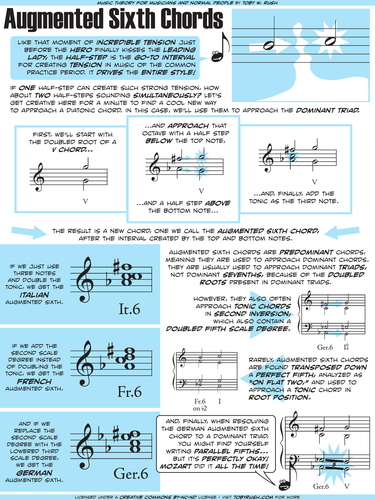 MUSIC THEORY FOR MUSICIANS AND NORMAL PEOPLE BY TOBY W. RUSH
Augmented Sixth Chords
LIKE THAT MOMENT OF INCREDIBLE TENSION JUST
BEFORE THE HERO FINALLY KISSES THE LEADING
LADY, THE HALF-STEP IS THE GO-TO INTERVAL
FOR CREATING TENSION IN MUSIC OF THE COMMON
PRACTICE PERIOD. IT DRIVES THE ENTIRE STYLE!
IF ONE HALF-STEP CAN CREATE SUCH STRONG TENSION, HOW
ABOUT TWO HALF-STEPS SOUNDING SIMULTANEOUSLY? LET'S
GET CREATIVE HERE FOR A MINUTE TO FIND A COOL NEW WAY
TO APPROACH A DIATONIC CHORD. IN THIS CASE, WE'LL USE THEM TO APPROACH THE DOMINANT TRIAD.
FIRST, WE'LL START
WITH THE DOUBLED ROOT OF A
V CHORD...
V
...AND APPROACH THAT
OCTAVE WITH A HALF STEP
BELOW THE TOP NOTE,
V
...AND A HALF STEP ABOVE
THE BOTTOM NOTE...
V
...AND, FINALLY, ADD THE
TONIC AS THE THIRD NOTE.
THE RESULT IS A NEW CHORD, ONE WE CALL THE AUGMENTED SIXTH CHORD,
AFTER THE INTERVAL CREATED BY THE TOP AND BOTTOM NOTES.
IF WE JUST USE
THREE NOTES
AND DOUBLE THE
TONIC, WE GET THE
ITALIAN
AUGMENTED SIXTH.
It.6
IF WE ADD THE
SECOND SCALE
DEGREE INSTEAD
OF DOUBLING THE
TONIC, WE GET THE
FRENCH
AUGMENTED SIXTH.
Fr.6
AND IF WE
REPLACE THE
SECOND SCALE
DEGREE WITH THE
LOWERED THIRD
SCALE DEGREE,
WE GET THE
GERMAN
AUGMENTED SIXTH.
Ger.6
AUGMENTED SIXTH CHORDS ARE PREDOMINANT CHORDS,
MEANING THEY ARE USED TO APPROACH DOMINANT CHORDS.
THEY ARE USUALLY USED TO APPROACH DOMINANT TRIADS,
NOT DOMINANT SEVENTHS, BECAUSE OF THE DOUBLED
ROOTS PRESENT IN DOMINANT TRIADS.
HOWEVER, THEY ALSO OFTEN
APPROACH TONIC CHORDS
IN SECOND INVERSION,
WHICH ALSO CONTAIN A
DOUBLED FIFTH SCALE DEGREE.
Ger.6
RARELY, AUGMENTED SIXTH CHORDS
ARE FOUND TRANSPOSED DOWN
A PERFECT FIFTH, ANALYZED AS
"ON FLAT TWO," AND USED TO
APPROACH A TONIC CHORD IN
ROOT POSITION.
Fr.6 I
on♭2
AND, FINALLY, WHEN RESOLVING
THE GERMAN AUGMENTED SIXTH
CHORD TO A DOMINANT TRIAD,
YOU MIGHT FIND YOURSELF
WRITING PARALLEL FIFTHS...
BUT IT'S PERFECTLY OKAY!
MOZART DID IT ALL THE TIME!
Ger.6 V
LICENSED UNDER A CREATIVE COMMONS BY-NC-ND LICENSE - VISIT TOBYRUSH.COM FOR MORE